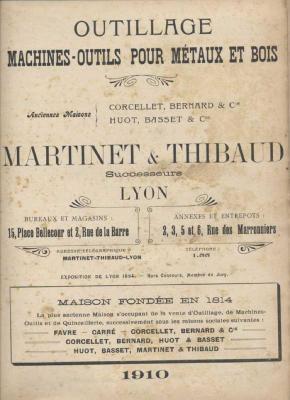 OUTILLAGE
MACHINES-OUTILS POUR MÉTAUX ET BOIS
Anciennes Maisons
CORCELLET, BERNARD & Cie
HUOT, BASSET & Cie
MARTINET & THIBAUD
Successeurs
LYON
BUREAUX ET MAGASINS :
15, Place Bellecour et 2, Rue de la Barre
ANNEXES ET ENTREPOTS :
2, 3, 5 et 6, Rue des Marronniers
ADRESSE TÉLÉGRAPHIQUE :
MARTINET-THIBAUD-LYON
TÉLÉPHONE :
EXPOSITION DE LYON 1894. — Hors Concours, Membre du Jury.
MAISON FONDÉE EN 1814
La plus ancienne Maison s'occupant de la vente d'Outillage, de Machines-
Outils et de Quincaillerie, successivement sous les raisons sociales suivantes :
FAVRE — CARRÉ — CORCELLET, BERNARD & Cie
CORCELLET, BERNARD, HUOT & BASSET
HUOT, BASSET, MARTINET & THIBAUD
1910